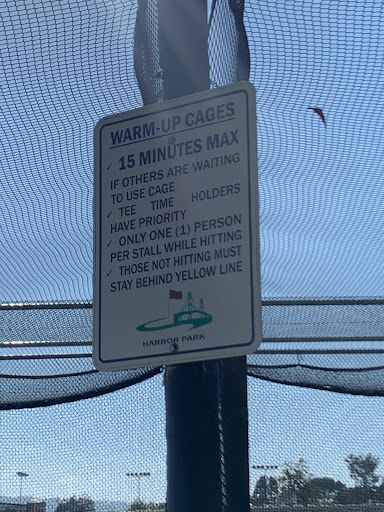 WARM-UP CAGES
✓ 15 MINUTES MAX
IF OTHERS ARE WAITING
TO USE CAGE
✓ TEE TIME HOLDERS
HAVE PRIORITY
✓ ONLY ONE (1) PERSON
PER STALL WHILE HITTING
✓ THOSE NOT HITTING MUST
STAY BEHIND YELLOW LINE
HARBOR PARK